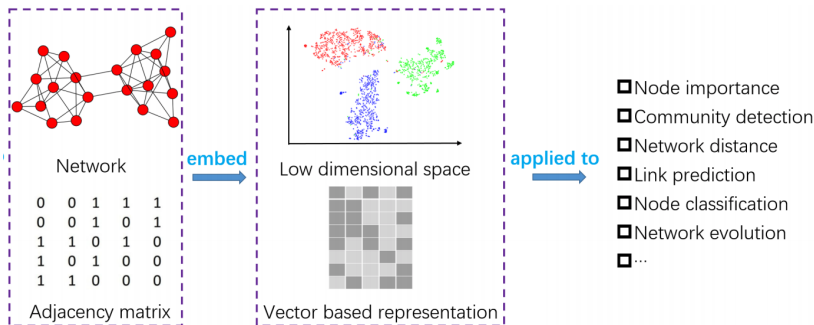 Network
0 0 1 1 1
0 0 1 0 1
1 1 0 1 0
1 0 1 0 0
1 1 0 0 0
Adjacency matrix
embed
Low dimensional space
Vector based representation
applied to
Node importance
Community detection
Network distance
Link prediction
Node classification
Network evolution
...